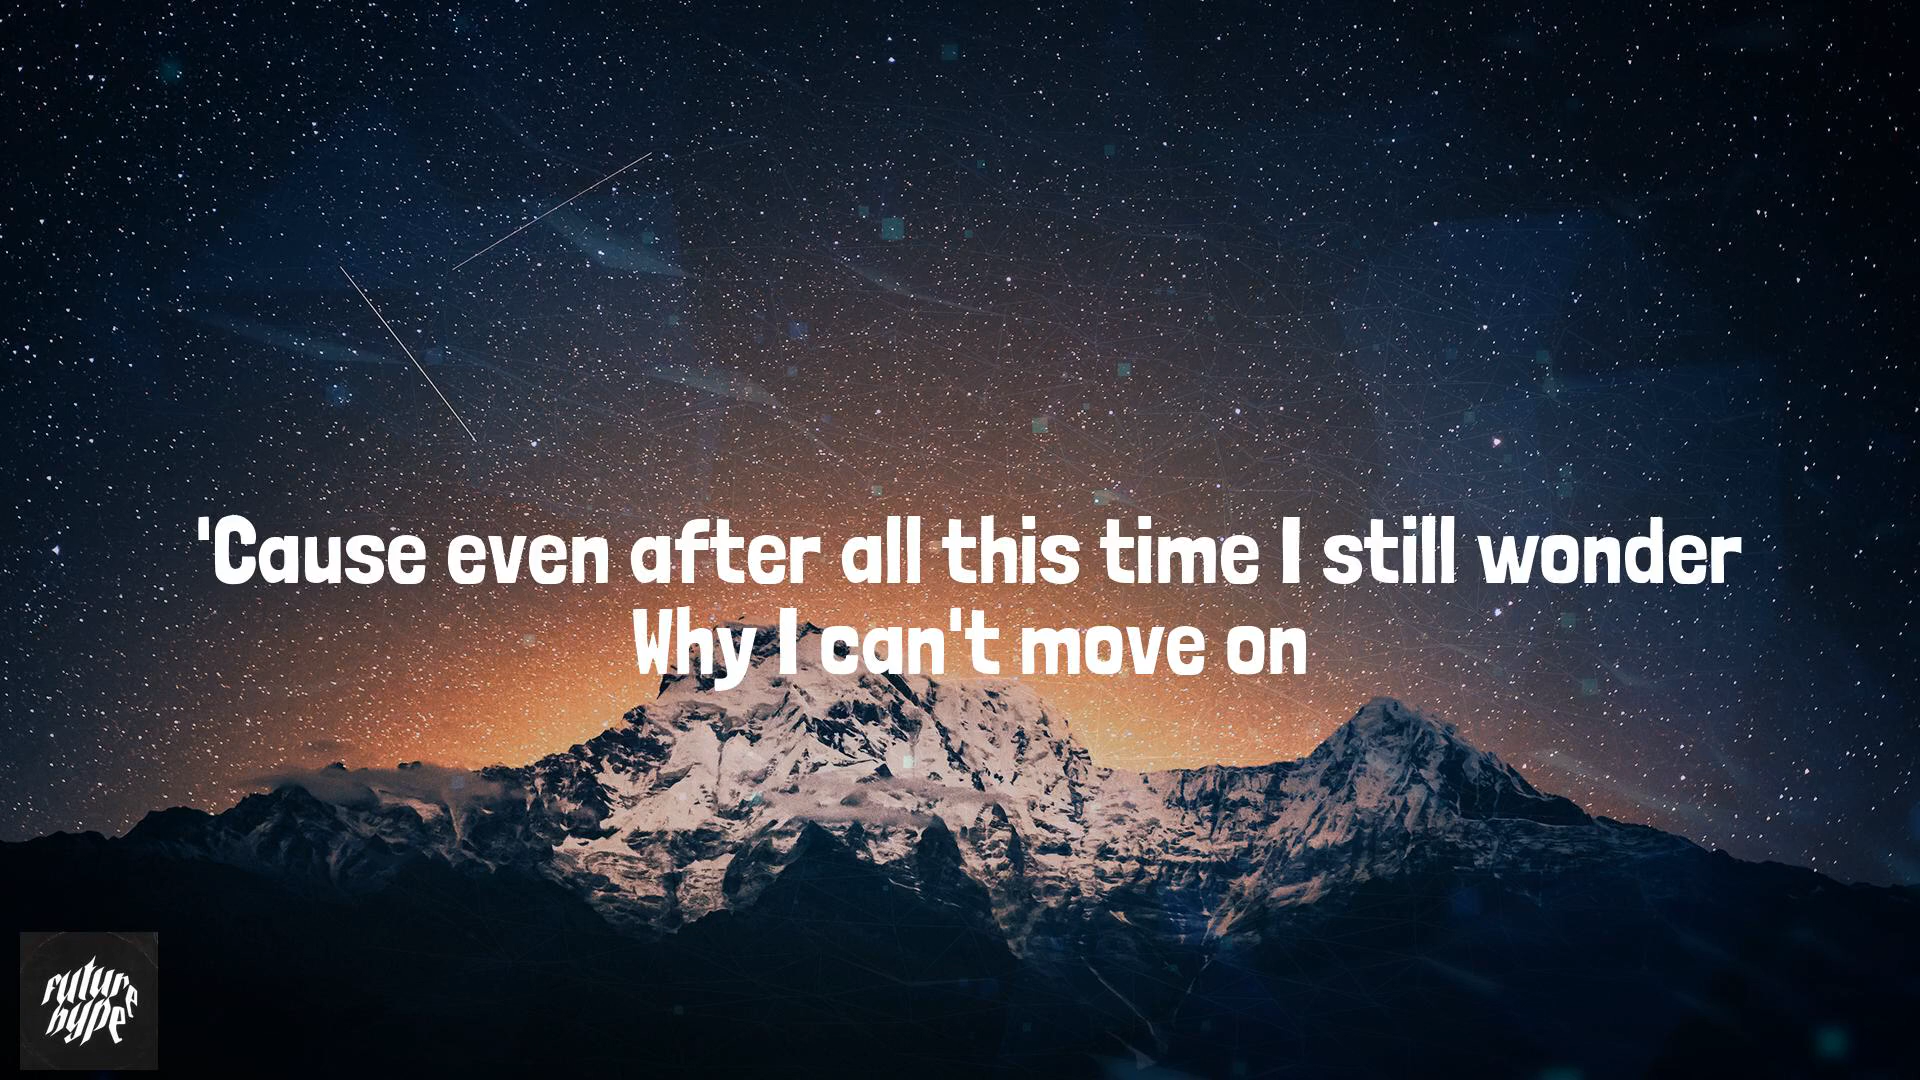 'Cause even after all this time I still wonder
Why I can't move on
future
hype